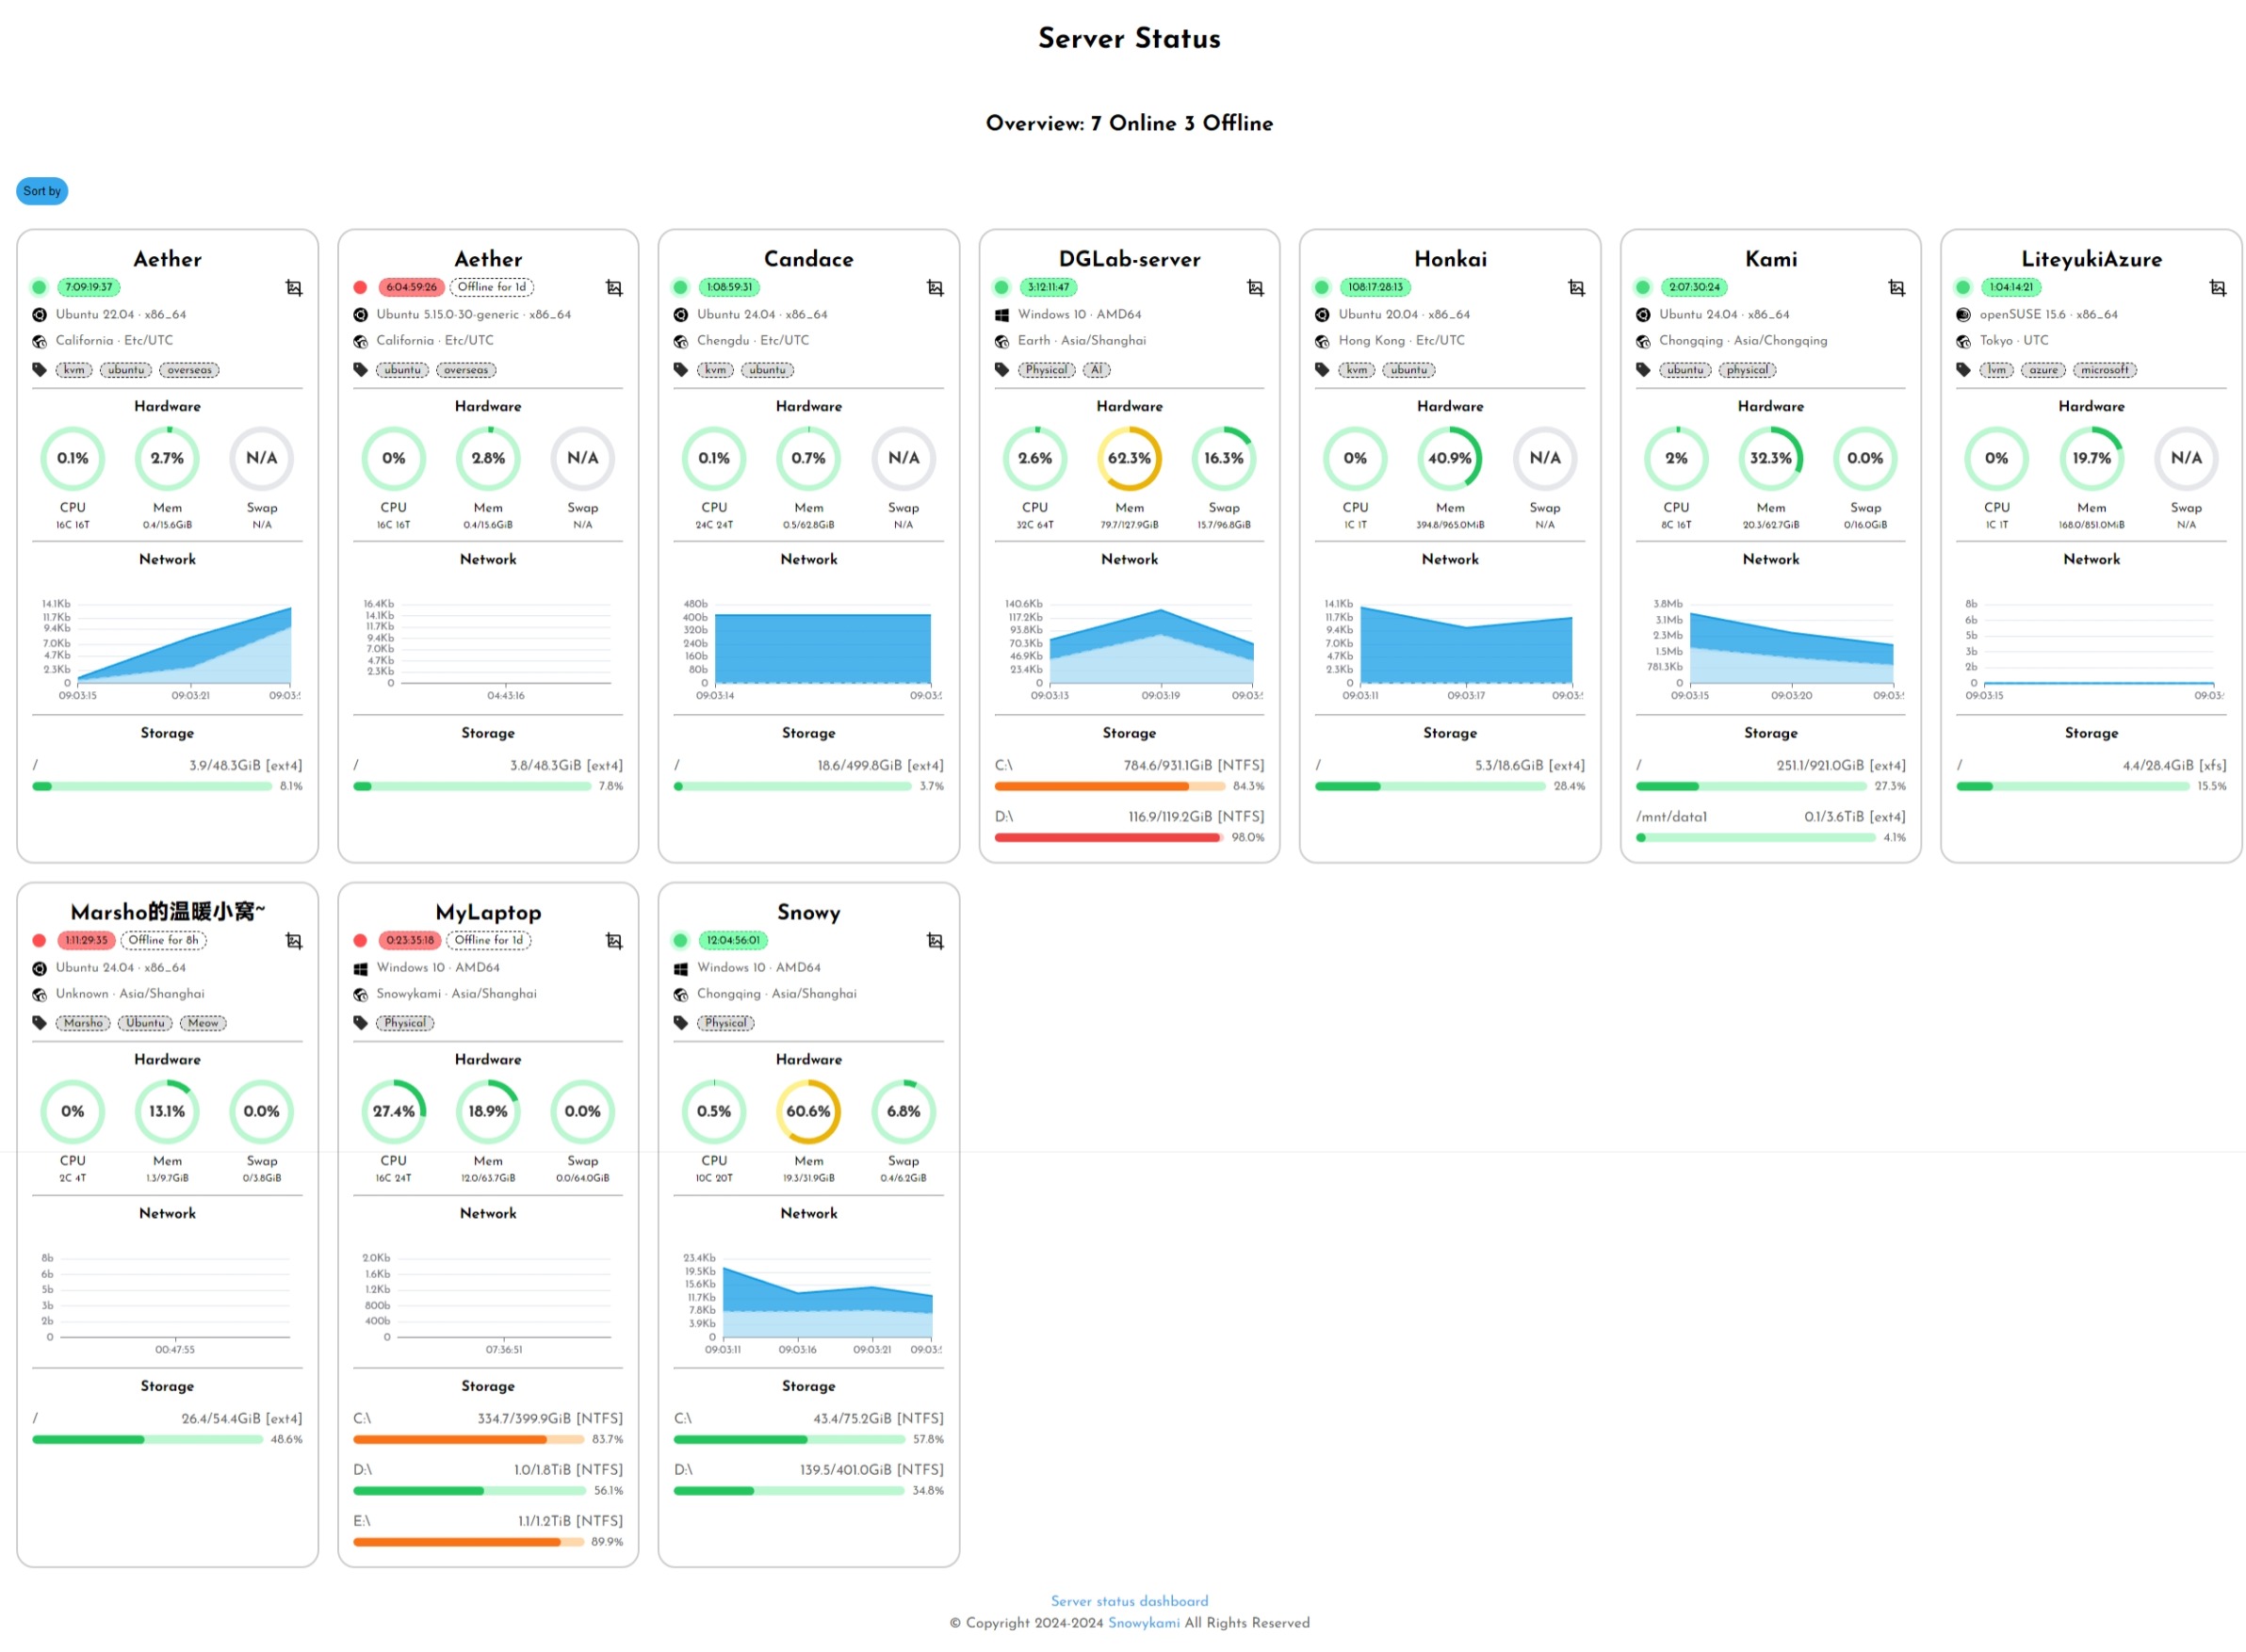 Server Status
Overview: 7 Online 3 Offline
Sort by
Aether
7:09:19:37
Ubuntu 22.04 · x86_64
California · Etc/UTC
kvm ubuntu overseas
Hardware
0.1% 2.7% N/A
CPU Mem Swap
16C 16T 0.4/15.6GiB N/A
Network
14.1Kb
11.7Kb
9.4Kb
7.0Kb
4.7Kb
2.3Kb
0
09:03:15 09:03:21
Storage
/ 3.9/48.3GiB [ext4]
8.1%
Aether
6:04:59:26 Offline for 1d
Ubuntu 5.15.0-30-generic · x86_64
California · Etc/UTC
ubuntu overseas
Hardware
0% 2.8% N/A
CPU Mem Swap
16C 16T 0.4/15.6GiB N/A
Network
16.4Kb
14.1Kb
11.7Kb
9.4Kb
7.0Kb
4.7Kb
2.3Kb
0
04:43:16
Storage
/ 3.8/48.3GiB [ext4]
7.8%
Candace
1:08:59:31
Ubuntu 24.04 · x86_64
Chengdu · Etc/UTC
kvm ubuntu
Hardware
0.1% 0.7% N/A
CPU Mem Swap
24C 24T 0.5/62.8GiB N/A
Network
480b
400b
320b
240b
160b
80b
0
09:03:14
Storage
/ 18.6/499.8GiB [ext4]
3.7%
DGLab-server
3:12:11:47
Windows 10 · AMD64
Earth · Asia/Shanghai
Physical AI
Hardware
2.6% 62.3% 16.3%
CPU Mem Swap
32C 64T 79.7/127.9GiB 15.7/96.8GiB
Network
140.6Kb
117.2Kb
93.8Kb
70.3Kb
46.9Kb
23.4Kb
0
09:03:13 09:03:19
Storage
C:\ 784.6/931.1GiB [NTFS]
84.3%
D:\ 116.9/119.2GiB [NTFS]
98.0%
Honkai
108:17:28:13
Ubuntu 20.04 · x86_64
Hong Kong · Etc/UTC
kvm ubuntu
Hardware
0% 40.9% N/A
CPU Mem Swap
1C 1T 394.8/965.0MiB N/A
Network
14.1Kb
11.7Kb
9.4Kb
7.0Kb
4.7Kb
2.3Kb
0
09:03:11 09:03:17
Storage
/ 5.3/18.6GiB [ext4]
28.4%
Kami
2:07:30:24
Ubuntu 24.04 · x86_64
Chongqing · Asia/Chongqing
ubuntu physical
Hardware
2% 32.3% 0.0%
CPU Mem Swap
8C 16T 20.3/62.7GiB 0/16.0GiB
Network
3.8Mb
3.1Mb
2.3Mb
1.5Mb
781.3Kb
0
09:03:15 09:03:20
Storage
/ 251.1/921.0GiB [ext4]
27.3%
/mnt/data1 0.1/3.6TiB [ext4]
4.1%
LiteyukiAzure
1:04:14:21
openSUSE 15.6 · x86_64
Tokyo · UTC
lvm azure microsoft
Hardware
0% 19.7% N/A
CPU Mem Swap
1C 1T 168.0/851.0MiB N/A
Network
8b
6b
5b
3b
2b
0
09:03:15
Storage
/ 4.4/28.4GiB [xfs]
15.5%
Marsho的温暖小窝~
1:11:29:35 Offline for 8h
Ubuntu 24.04 · x86_64
Unknown · Asia/Shanghai
Marsho Ubuntu Meow
Hardware
0% 13.1% 0.0%
CPU Mem Swap
2C 4T 1.3/9.7GiB 0/3.8GiB
Network
8b
6b
5b
3b
2b
0
00:47:55
Storage
/ 26.4/54.4GiB [ext4]
48.6%
MyLaptop
0:23:35:18 Offline for 1d
Windows 10 · AMD64
Snowykami · Asia/Shanghai
Physical
Hardware
27.4% 18.9% 0.0%
CPU Mem Swap
16C 24T 12.0/63.7GiB 0.0/64.0GiB
Network
2.0Kb
1.6Kb
1.2Kb
800b
400b
0
07:36:51
Storage
C:\ 334.7/399.9GiB [NTFS]
83.7%
D:\ 1.0/1.8TiB [NTFS]
56.1%
E:\ 1.1/1.2TiB [NTFS]
89.9%
Snowy
12:04:56:01
Windows 10 · AMD64
Chongqing · Asia/Shanghai
Physical
Hardware
0.5% 60.6% 6.8%
CPU Mem Swap
10C 20T 19.3/31.9GiB 0.4/6.2GiB
Network
23.4Kb
19.5Kb
15.6Kb
11.7Kb
7.8Kb
3.9Kb
0
09:03:11 09:03:16 09:03:21
Storage
C:\ 43.4/75.2GiB [NTFS]
57.8%
D:\ 139.5/401.0GiB [NTFS]
34.8%
Server status dashboard
© Copyright 2024-2024 Snowykami All Rights Reserved